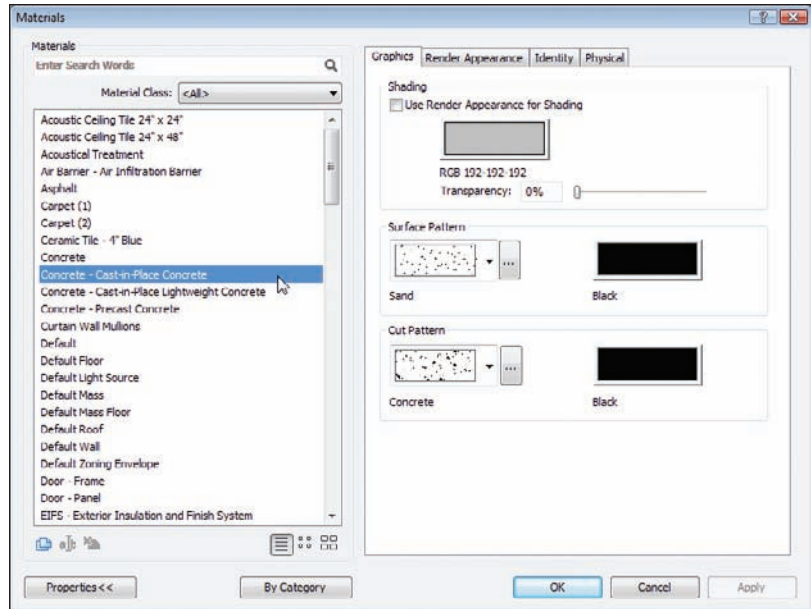 Materials
Materials
Enter Search Words
Material Class: <All>
Acoustic Ceiling Tile 24" x 24"
Acoustic Ceiling Tile 24" x 48"
Acoustical Treatment
Air Barrier - Air Infiltration Barrier
Asphalt
Carpet (1)
Carpet (2)
Ceramic Tile - 4" Blue
Concrete
Concrete - Cast-in-Place Concrete
Concrete - Cast-in-Place Lightweight Concrete
Concrete - Precast Concrete
Curtain Wall Mullions
Default
Default Floor
Default Light Source
Default Mass
Default Mass Floor
Default Roof
Default Wall
Default Zoning Envelope
Door - Frame
Door - Panel
EIFS - Exterior Insulation and Finish System
Properties <<
By Category
Graphics Render Appearance Identity Physical
Shading
Use Render Appearance for Shading
RGB 192-192-192
Transparency: 0%
Surface Pattern
...
Sand Black
Cut Pattern
...
Concrete Black
OK Cancel Apply